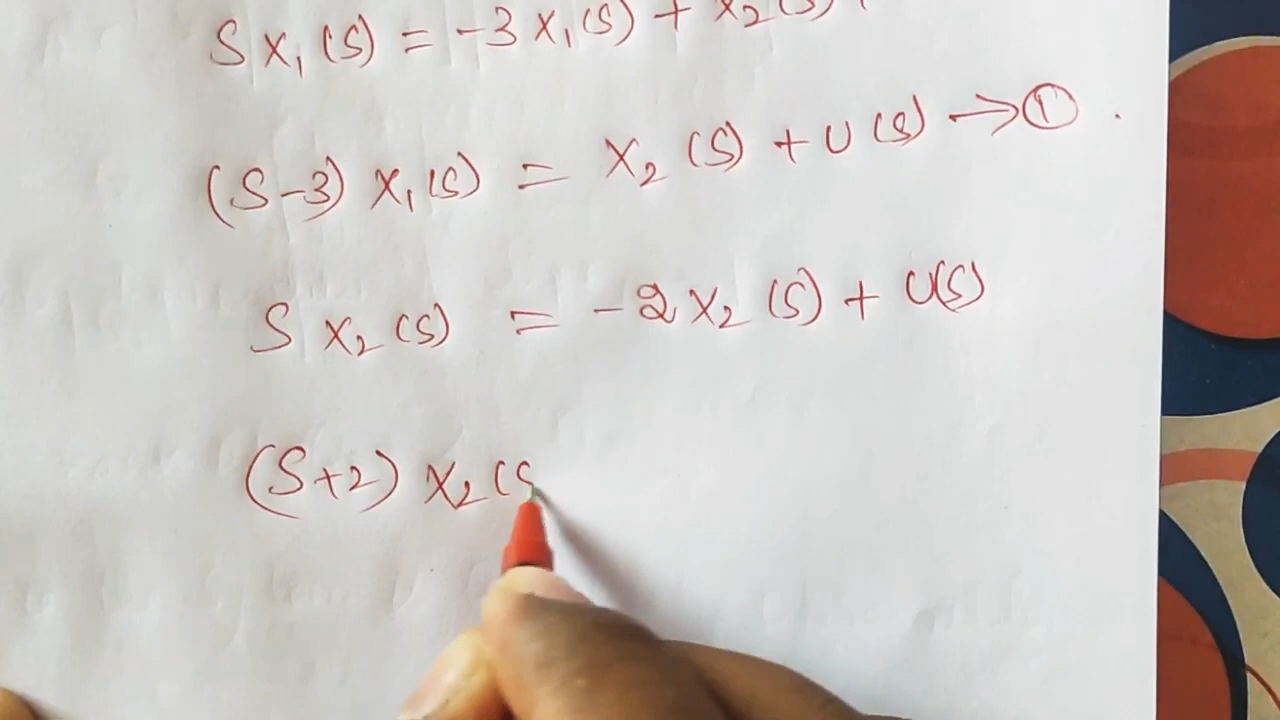 S X₁(S) = -3 X₁(S) + X₂(S)
(S-3) X₁(S) = X₂(S) + U(S) → ①
S X₂(S) = -2 X₂(S) + U(S)
(S+2) X₂(S